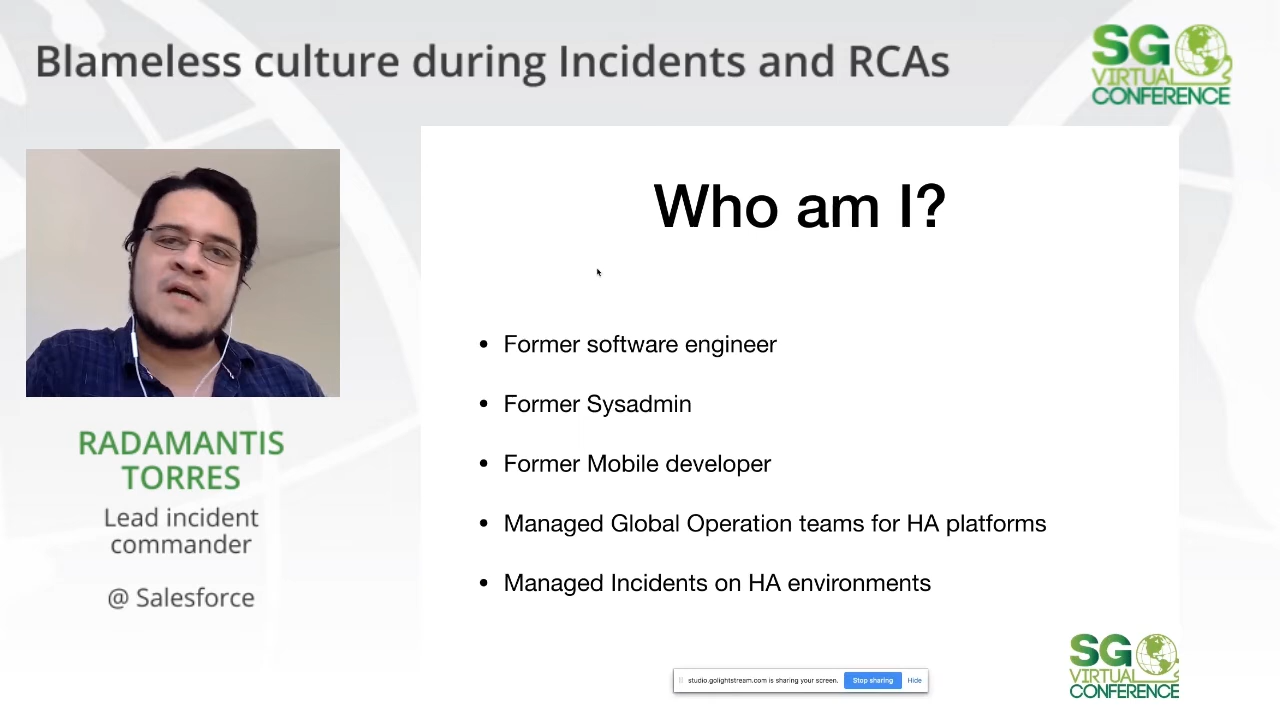 Blameless culture during Incidents and RCAs
SG
VIRTUAL
CONFERENCE
Who am I?
• Former software engineer
• Former Sysadmin
• Former Mobile developer
• Managed Global Operation teams for HA platforms
• Managed Incidents on HA environments
RADAMANTIS
TORRES
Lead incident
commander
@ Salesforce
SG
VIRTUAL
CONFERENCE
studio.golightstream.com is sharing your screen. Stop sharing Hide